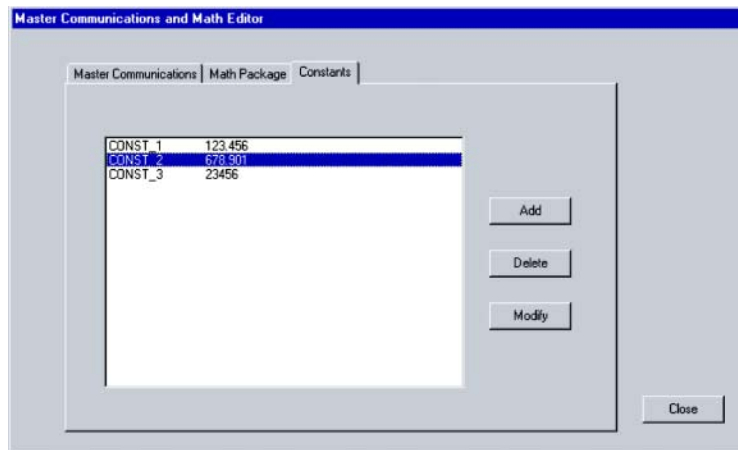 Master Communications and Math Editor
Master Communications Math Package Constants
CONST_1 123.456
CONST_2 678.901
CONST_3 23456
Add
Delete
Modify
Close